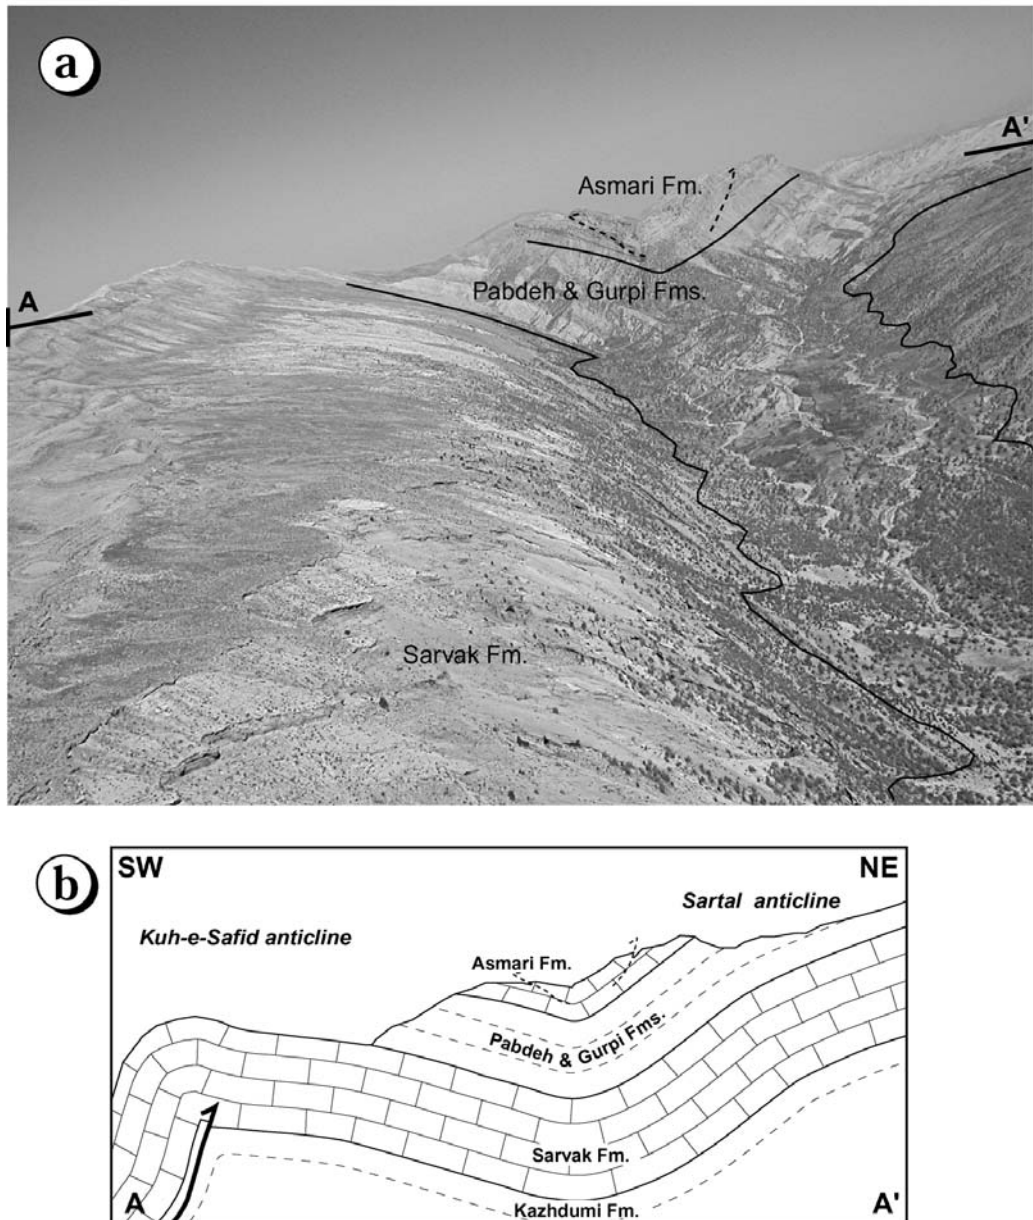 a
A'
Asmari Fm.
A
Pabdeh & Gurpi Fms.
Sarvak Fm.
b
SW
NE
Sartal anticline
Kuh-e-Safid anticline
Asmari Fm.
Pabdeh & Gurpi Fms.
Sarvak Fm.
A
Kazhdumi Fm.
A'